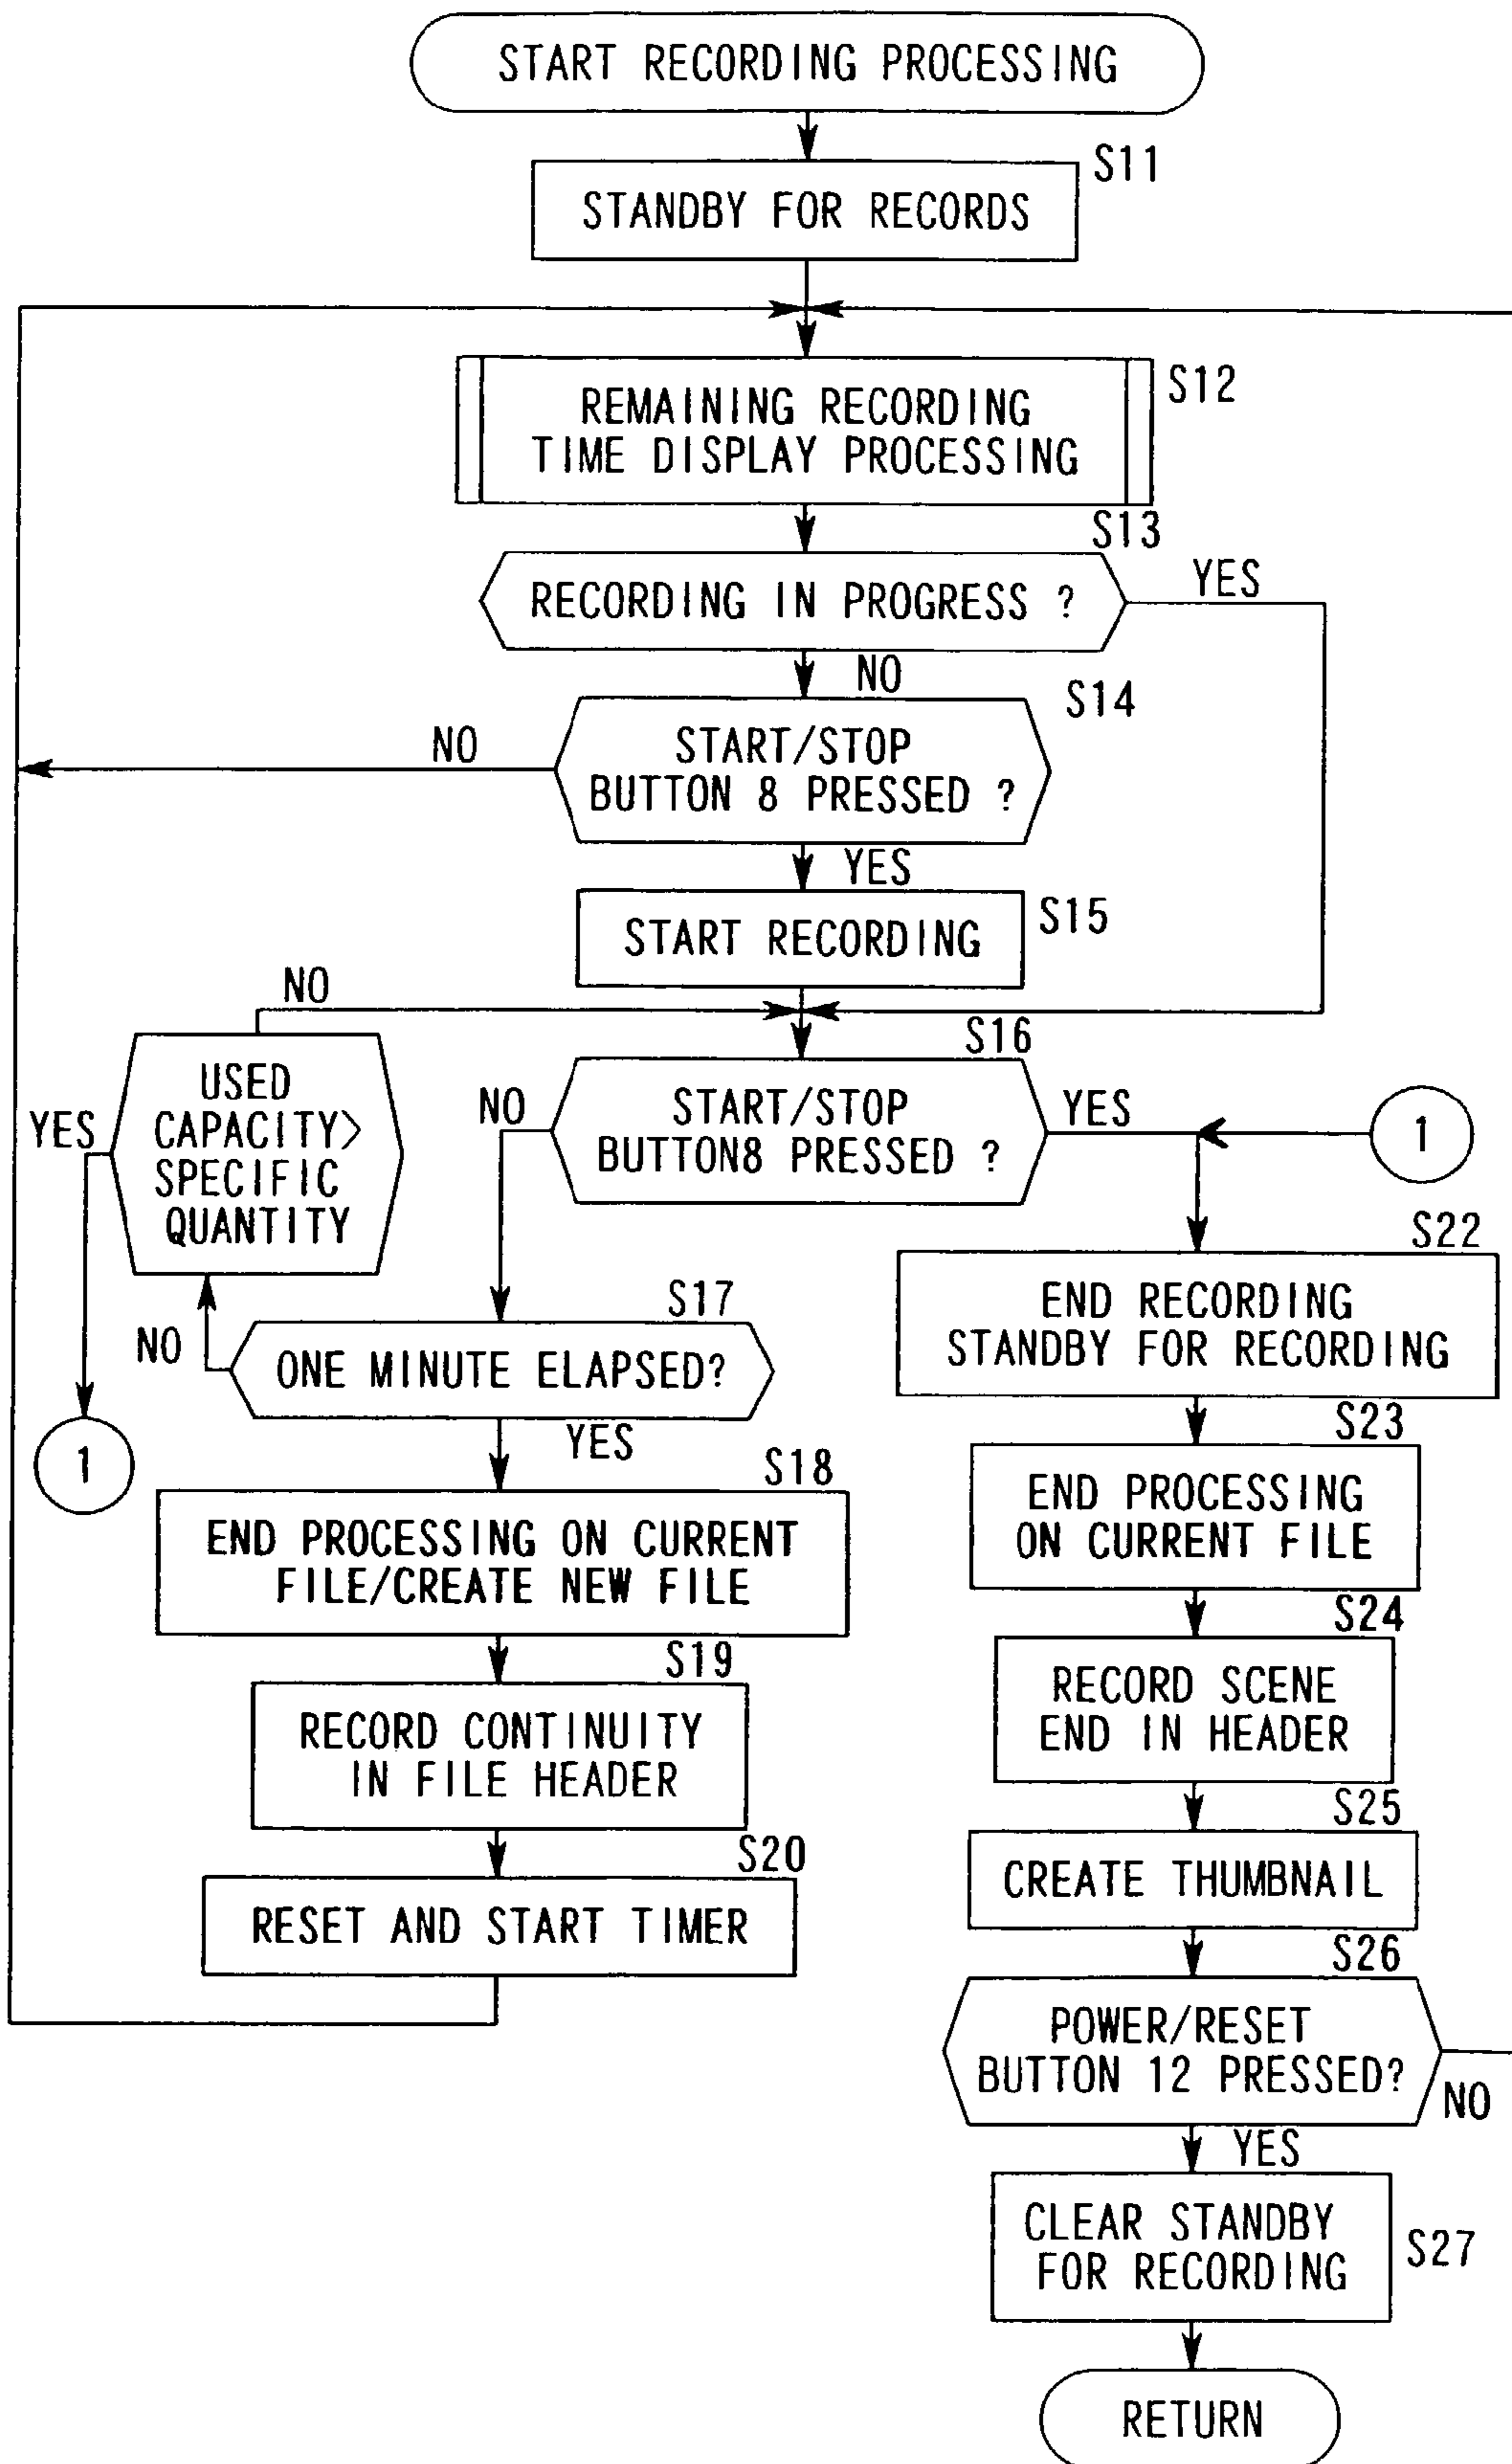 START RECORDING PROCESSING
S11
STANDBY FOR RECORDS
S12
REMAINING RECORDING
TIME DISPLAY PROCESSING
S13
RECORDING IN PROGRESS ?
YES
NO
S14
START/STOP
BUTTON 8 PRESSED ?
NO
YES
START RECORDING
S15
NO
S16
USED
CAPACITY>
SPECIFIC
QUANTITY
YES
START/STOP
BUTTON8 PRESSED ?
NO
YES
1
S22
END RECORDING
STANDBY FOR RECORDING
S17
ONE MINUTE ELAPSED?
NO
YES
1
S23
END PROCESSING
ON CURRENT FILE
S18
END PROCESSING ON CURRENT
FILE/CREATE NEW FILE
S24
RECORD SCENE
END IN HEADER
S19
RECORD CONTINUITY
IN FILE HEADER
S25
CREATE THUMBNAIL
S20
RESET AND START TIMER
S26
POWER/RESET
BUTTON 12 PRESSED?
NO
YES
CLEAR STANDBY
FOR RECORDING
S27
RETURN